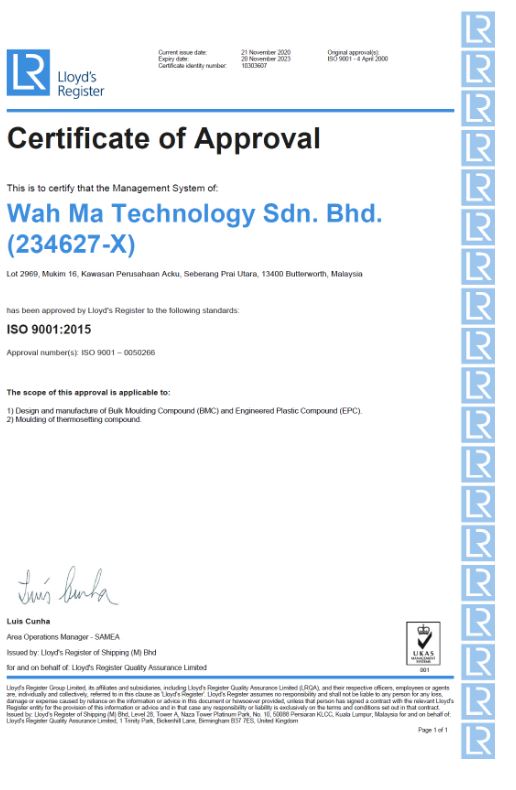 Current issue date: 21 November 2020 Original approval(s):
Expiry date: 20 November 2023 ISO 9001 - 4 April 2000
Certificate identity number: 10303607
LR
Lloyd's
Register
Certificate of Approval
This is to certify that the Management System of:
Wah Ma Technology Sdn. Bhd.
(234627-X)
Lot 2969, Mukim 16, Kawasan Perusahaan Acku, Seberang Prai Utara, 13400 Butterworth, Malaysia
has been approved by Lloyd's Register to the following standards:
ISO 9001:2015
Approval number(s): ISO 9001 – 0050266
The scope of this approval is applicable to:
1) Design and manufacture of Bulk Moulding Compound (BMC) and Engineered Plastic Compound (EPC).
2) Moulding of thermosetting compound.
Luis Cunha
Luis Cunha
Area Operations Manager - SAMEA
Issued by: Lloyd's Register of Shipping (M) Bhd
for and on behalf of: Lloyd's Register Quality Assurance Limited
UKAS
MANAGEMENT
SYSTEMS
001
Lloyd's Register Group Limited, its affiliates and subsidiaries, including Lloyd's Register Quality Assurance Limited (LRQA), and their respective officers, employees or agents
are, individually and collectively, referred to in this clause as 'Lloyd's Register'. Lloyd's Register assumes no responsibility and shall not be liable to any person for any loss,
damage or expense caused by reliance on the information or advice in this document or howsoever provided, unless that person has signed a contract with the relevant Lloyd's
Register entity for the provision of this information or advice and in that case any responsibility or liability is exclusively on the terms and conditions set out in that contract.
Issued by: Lloyd's Register of Shipping (M) Bhd, Level 28, Tower A, Naza Tower Platinum Park, No. 10, 50088 Persiaran KLCC, Kuala Lumpur, Malaysia for and on behalf of:
Lloyd's Register Quality Assurance Limited, 1 Trinity Park, Bickenhill Lane, Birmingham B37 7ES, United Kingdom
Page 1 of 1